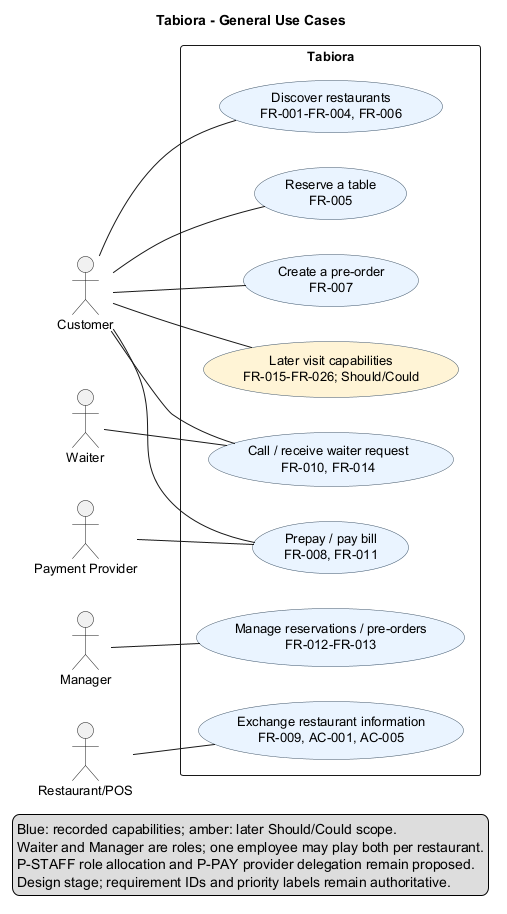 Tabiora - General Use Cases
Tabiora
Discover restaurants
FR-001-FR-004, FR-006
Reserve a table
FR-005
Create a pre-order
FR-007
Customer
Later visit capabilities
FR-015-FR-026; Should/Could
Call / receive waiter request
FR-010, FR-014
Waiter
Prepay / pay bill
FR-008, FR-011
Payment Provider
Manage reservations / pre-orders
FR-012-FR-013
Manager
Exchange restaurant information
FR-009, AC-001, AC-005
Restaurant/POS
Blue: recorded capabilities; amber: later Should/Could scope.
Waiter and Manager are roles; one employee may play both per restaurant.
P-STAFF role allocation and P-PAY provider delegation remain proposed.
Design stage; requirement IDs and priority labels remain authoritative.